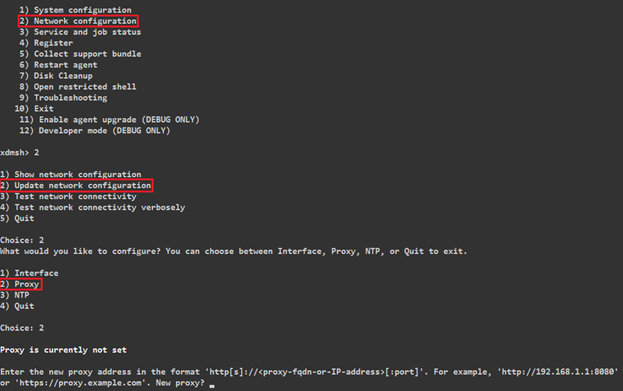 1) System configuration
2) Network configuration
3) Service and job status
4) Register
5) Collect support bundle
6) Restart agent
7) Disk Cleanup
8) Open restricted shell
9) Troubleshooting
10) Exit
11) Enable agent upgrade (DEBUG ONLY)
12) Developer mode (DEBUG ONLY)
xdmsh> 2
1) Show network configuration
2) Update network configuration
3) Test network connectivity
4) Test network connectivity verbosely
5) Quit
Choice: 2
What would you like to configure? You can choose between Interface, Proxy, NTP, or Quit to exit.
1) Interface
2) Proxy
3) NTP
4) Quit
Choice: 2
Proxy is currently not set
Enter the new proxy address in the format 'http[s]://<proxy-fqdn-or-IP-address>[:port]'. For example, 'http://192.168.1.1:8080'
or 'https://proxy.example.com'. New proxy?